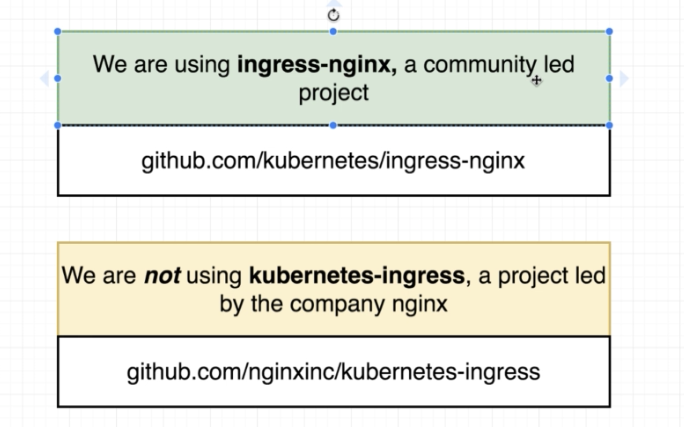 We are using ingress-nginx, a community led
project
github.com/kubernetes/ingress-nginx
We are not using kubernetes-ingress, a project led
by the company nginx
github.com/nginxinc/kubernetes-ingress